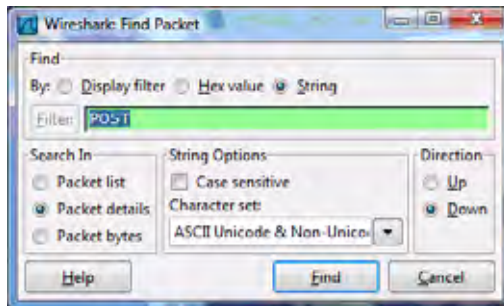 Wireshark: Find Packet
Find
By: Display filter Hex value String
Filter: POST
Search In
Packet list
Packet details
Packet bytes
String Options
Case sensitive
Character set:
ASCII Unicode & Non-Unico
Direction
Up
Down
Help Find Cancel